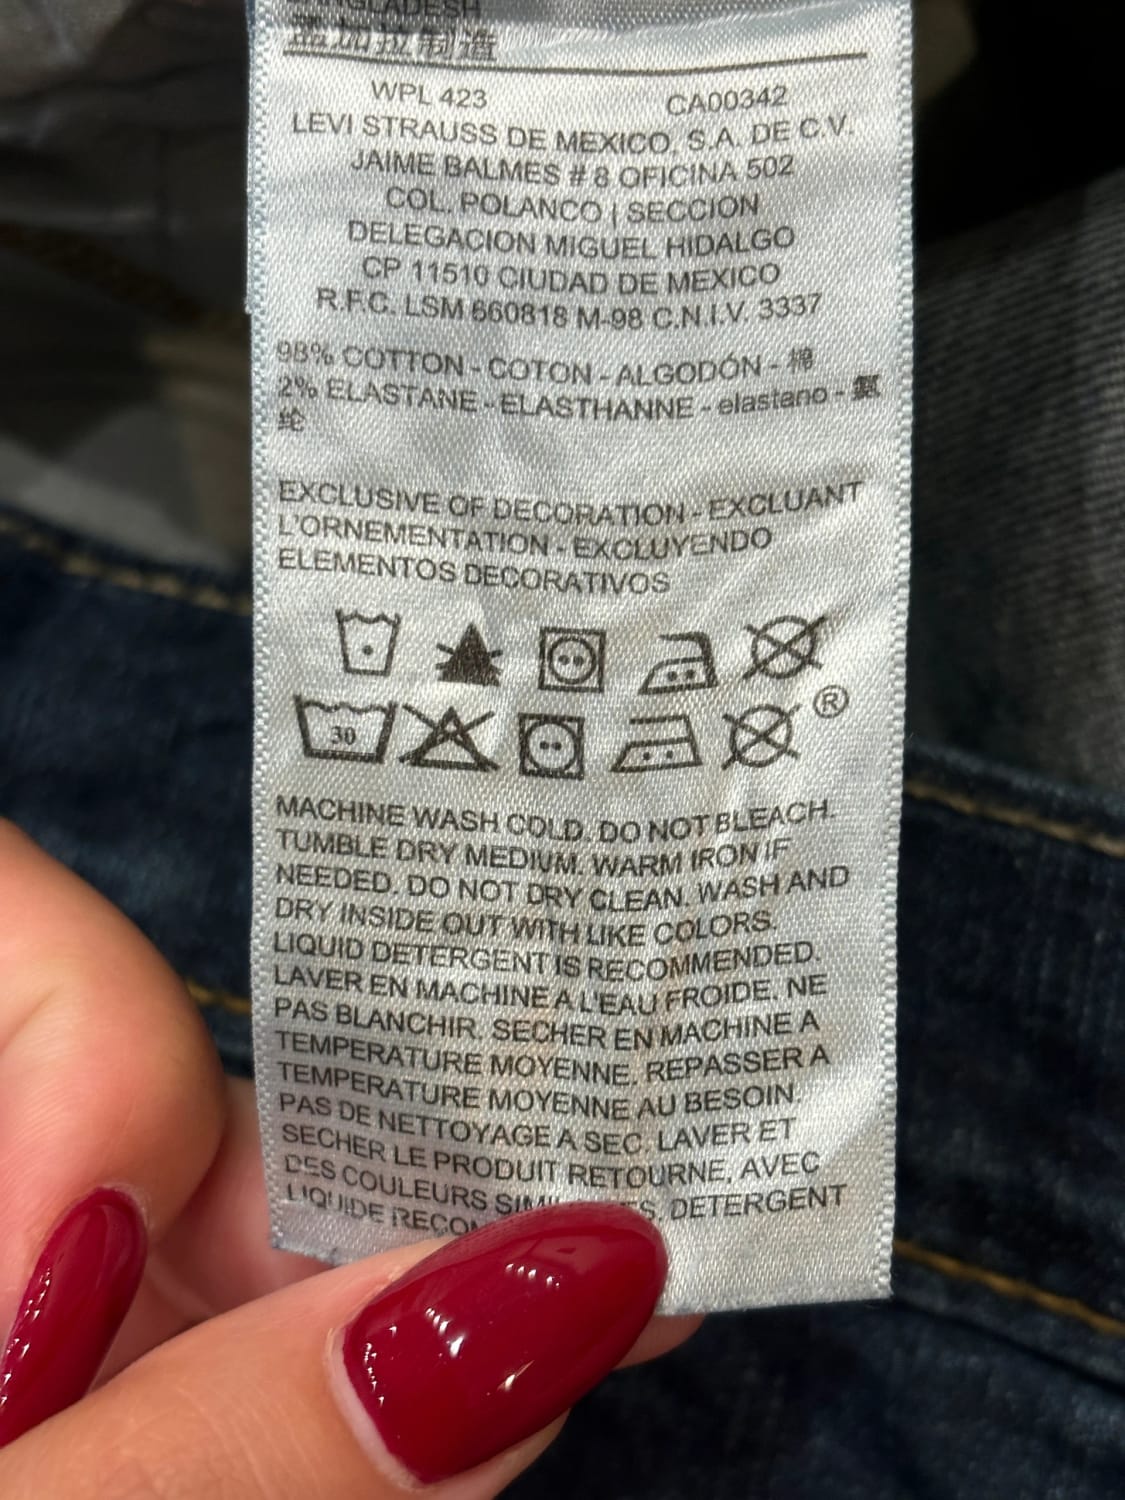 BANGLADESH
孟加拉制造
WPL 423 CA00342
LEVI STRAUSS DE MEXICO, S.A. DE C.V.
JAIME BALMES # 8 OFICINA 502
COL. POLANCO | SECCION
DELEGACION MIGUEL HIDALGO
CP 11510 CIUDAD DE MEXICO
R.F.C. LSM 660818 M-98 C.N.I.V. 3337
98% COTTON - COTON - ALGODÓN - 棉
2% ELASTANE - ELASTHANNE - elastano - 氨
纶
EXCLUSIVE OF DECORATION - EXCLUANT
L'ORNEMENTATION - EXCLUYENDO
ELEMENTOS DECORATIVOS
®
30
MACHINE WASH COLD. DO NOT BLEACH.
TUMBLE DRY MEDIUM. WARM IRON IF
NEEDED. DO NOT DRY CLEAN. WASH AND
DRY INSIDE OUT WITH LIKE COLORS.
LIQUID DETERGENT IS RECOMMENDED.
LAVER EN MACHINE A L'EAU FROIDE. NE
PAS BLANCHIR. SECHER EN MACHINE A
TEMPERATURE MOYENNE. REPASSER A
TEMPERATURE MOYENNE AU BESOIN.
PAS DE NETTOYAGE A SEC. LAVER ET
SECHER LE PRODUIT RETOURNE, AVEC
DES COULEURS DETERGENT
LIQUIDE